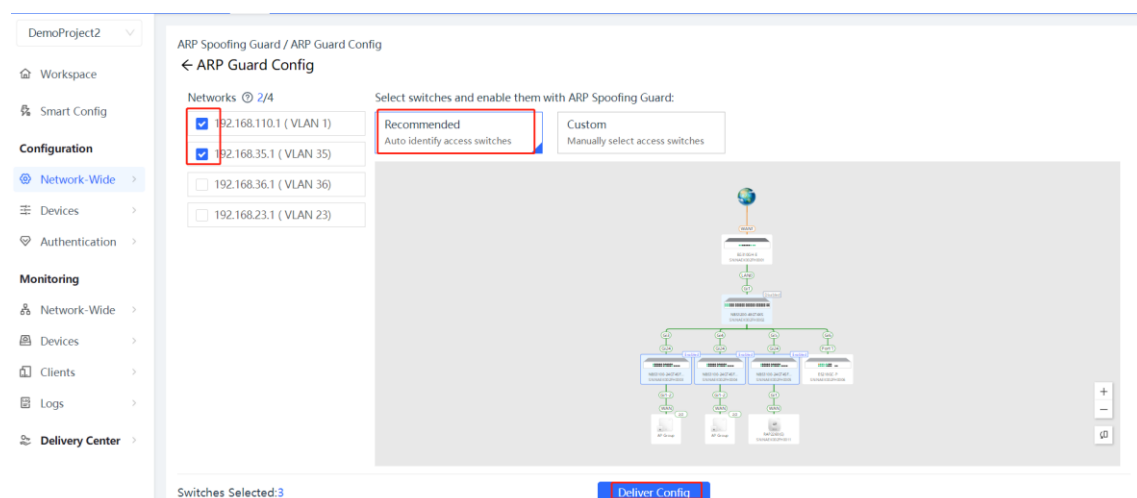 DemoProject2
Workspace
Smart Config
Configuration
Network-Wide
Devices
Authentication
Monitoring
Network-Wide
Devices
Clients
Logs
Delivery Center
ARP Spoofing Guard / ARP Guard Config
← ARP Guard Config
Networks ? 2/4
192.168.110.1 ( VLAN 1)
192.168.35.1 ( VLAN 35)
192.168.36.1 ( VLAN 36)
192.168.23.1 ( VLAN 23)
Select switches and enable them with ARP Spoofing Guard:
Recommended
Auto identify access switches
Custom
Manually select access switches
AP Group
AP Group
+
−
Switches Selected:3
Deliver Config